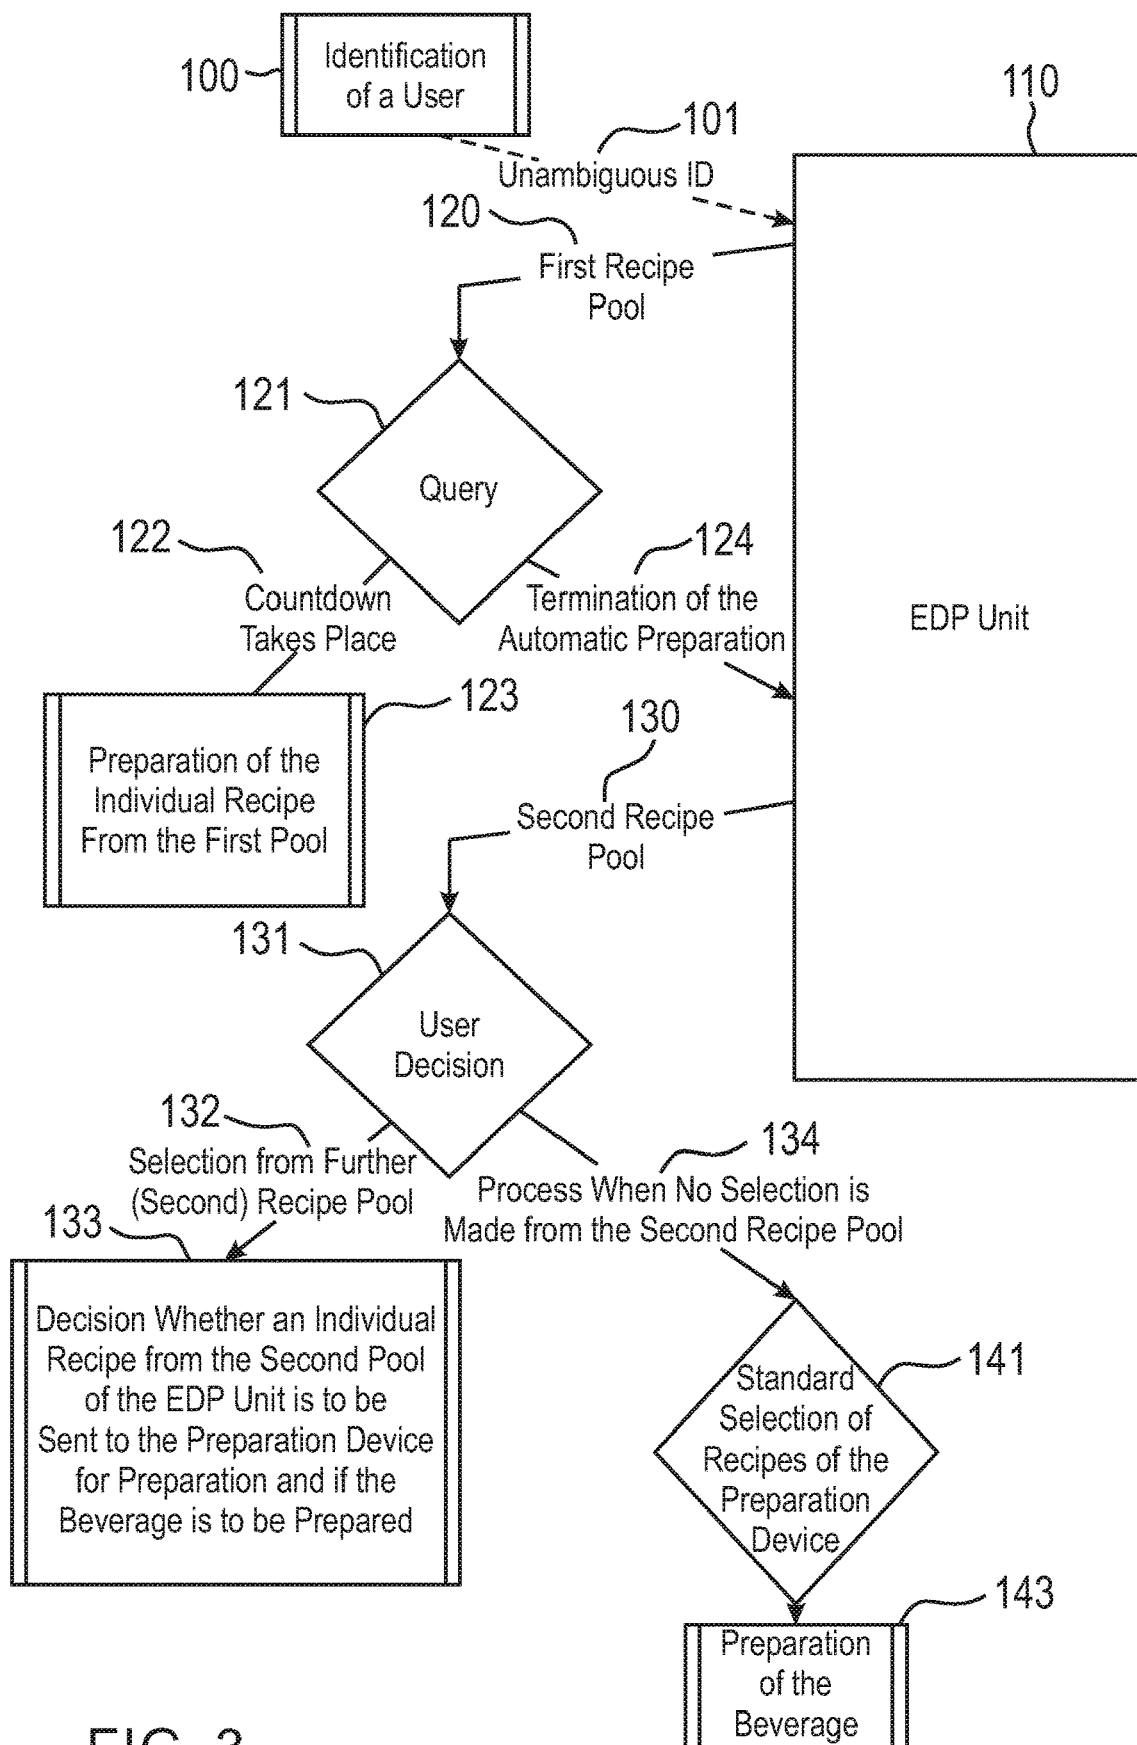 Identification
of a User
100
110
101
Unambiguous ID
120
First Recipe
Pool
121
Query
122
124
Countdown
Takes Place
Termination of the
Automatic Preparation
EDP Unit
123
130
Preparation of the
Individual Recipe
From the First Pool
Second Recipe
Pool
131
User
Decision
132
134
Selection from Further
(Second) Recipe Pool
Process When No Selection is
Made from the Second Recipe Pool
133
Decision Whether an Individual
Recipe from the Second Pool
of the EDP Unit is to be
Sent to the Preparation Device
for Preparation and if the
Beverage is to be Prepared
141
Standard
Selection of
Recipes of the
Preparation
Device
143
Preparation
of the
Beverage
FIG. 3